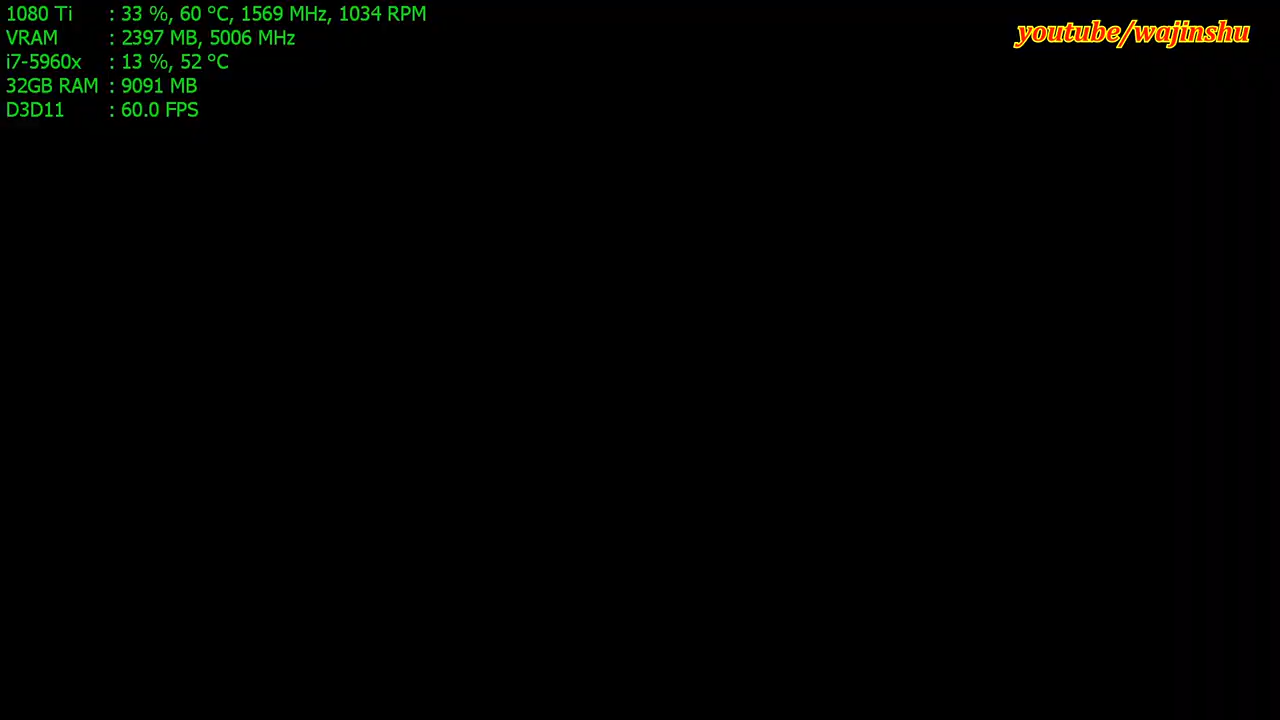 1080 Ti : 33 %, 60 °C, 1569 MHz, 1034 RPM
VRAM : 2397 MB, 5006 MHz
i7-5960x : 13 %, 52 °C
32GB RAM : 9091 MB
D3D11 : 60.0 FPS
youtube/wajinshu